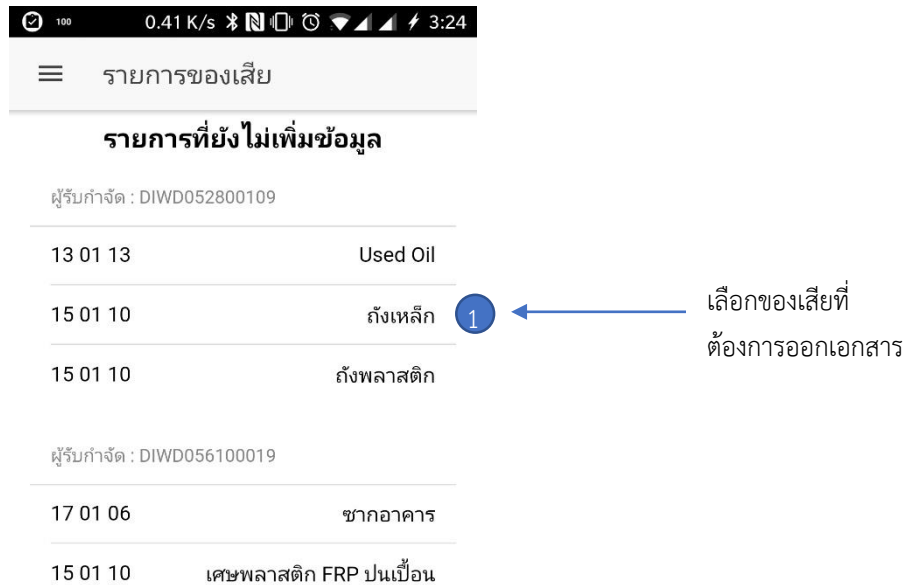 100 0.41 K/s 3:24
รายการของเสีย
รายการที่ยังไม่เพิ่มข้อมูล
ผู้รับกำจัด : DIWD052800109
13 01 13 Used Oil
15 01 10 ถังเหล็ก 1
เลือกของเสียที่
ต้องการออกเอกสาร
15 01 10 ถังพลาสติก
ผู้รับกำจัด : DIWD056100019
17 01 06 ซากอาคาร
15 01 10 เศษพลาสติก FRP ปนเปื้อน